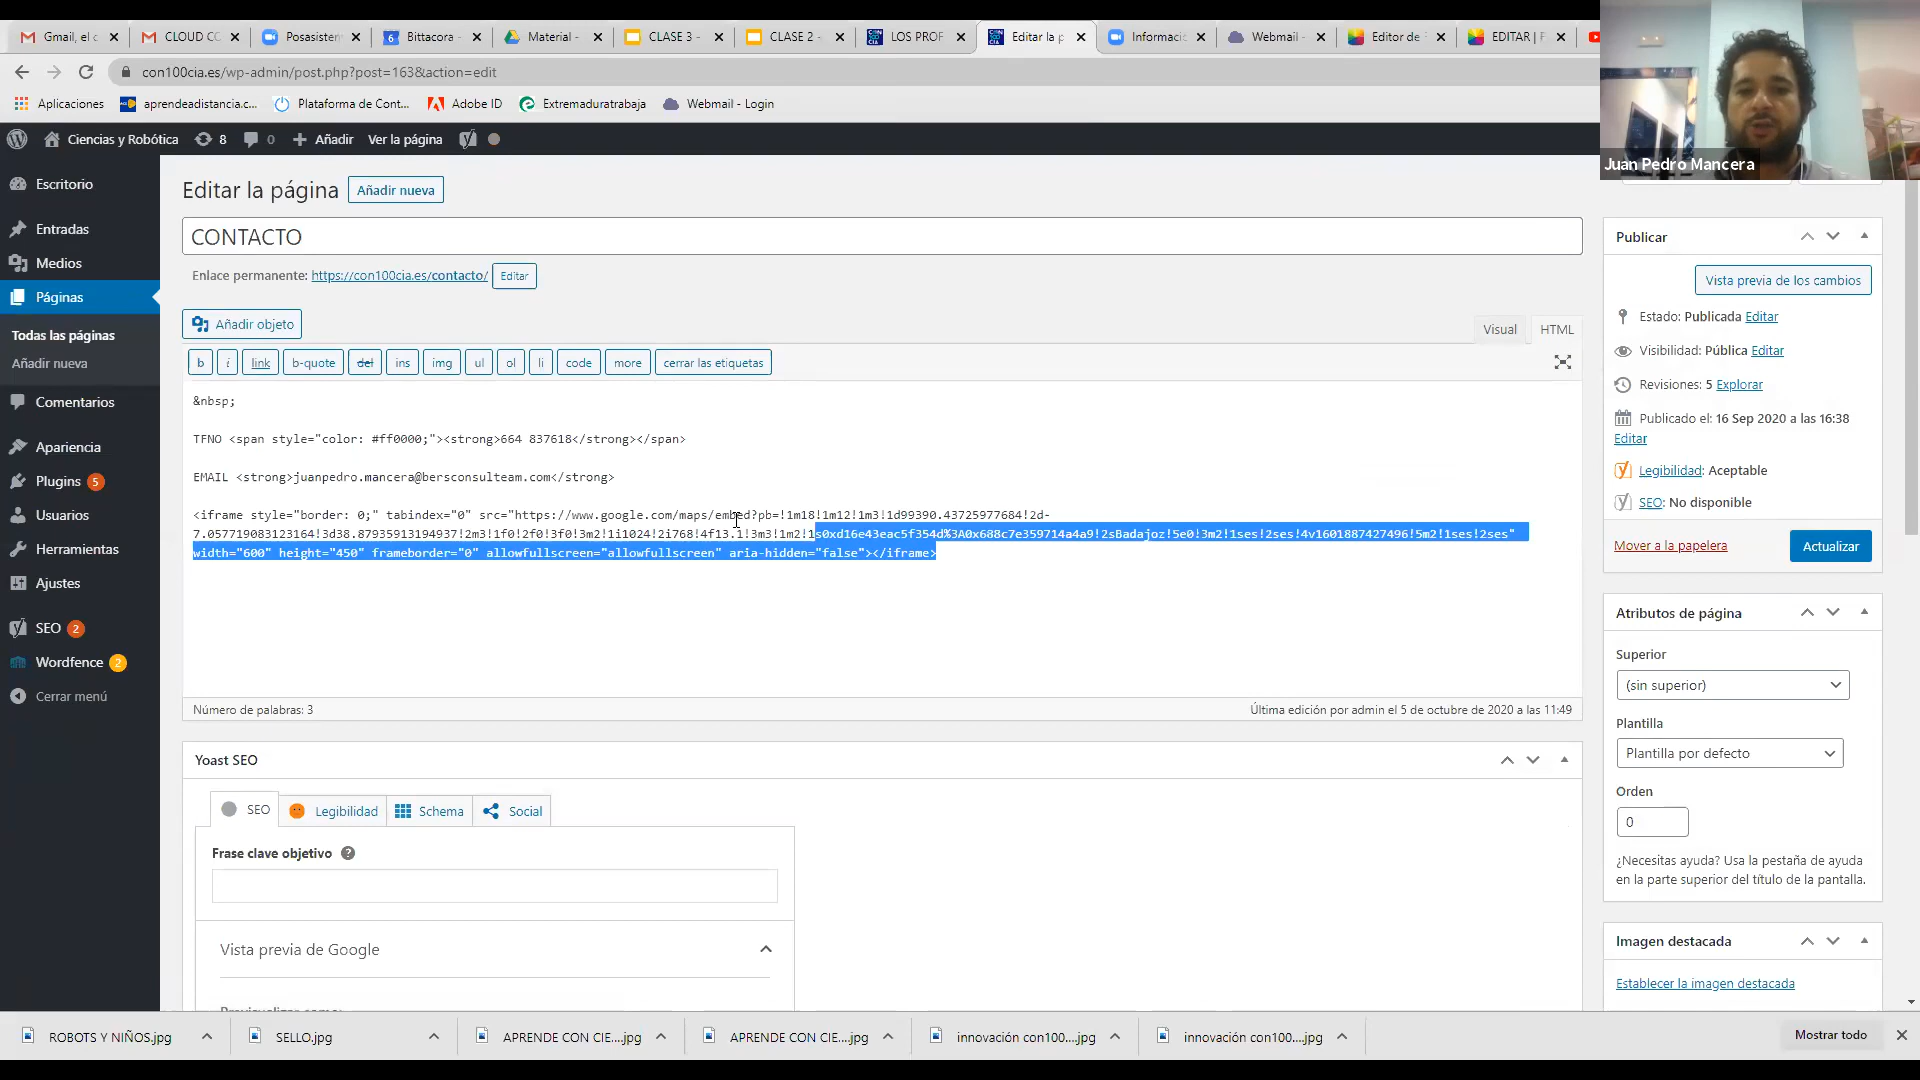 Gmail, el c
CLOUD CC
Posasisten
Bittacora -
Material -
CLASE 3 -
CLASE 2 -
LOS PROF
Editar la p
Informaci
Webmail -
Editor de
EDITAR | F
con100cia.es/wp-admin/post.php?post=163&action=edit
Aplicaciones
aprendeadistancia.c...
Plataforma de Cont...
Adobe ID
Extremaduratrabaja
Webmail - Login
Juan Pedro Mancera
Ciencias y Robótica
8
0
Añadir
Ver la página
Escritorio
Entradas
Medios
Páginas
Todas las páginas
Añadir nueva
Comentarios
Apariencia
Plugins 5
Usuarios
Herramientas
Ajustes
SEO 2
Wordfence 2
Cerrar menú
Editar la página
Añadir nueva
CONTACTO
Enlace permanente: https://con100cia.es/contacto/ Editar
Añadir objeto
Visual
HTML
b
i
link
b-quote
del
ins
img
ul
ol
li
code
more
cerrar las etiquetas
&nbsp;
TFNO <span style="color: #ff0000;"><strong>664 837618</strong></span>
EMAIL <strong>juanpedro.mancera@bersconsulteam.com</strong>
<iframe style="border: 0;" tabindex="0" src="https://www.google.com/maps/embed?pb=!1m18!1m12!1m3!1d99390.43725977684!2d-
7.057719083123164!3d38.879359131949​37!2m3!1f0!2f0!3f0!3m2!1i1024!2i768!4f13.1!3m3!1m2!1s0xd16e43eac5f354d%3A0x688c7e359714a4a9!2sBadajoz!5e0!3m2!1ses!2ses!4v1601887427496!5m2!1ses!2ses"
width="600" height="450" frameborder="0" allowfullscreen="allowfullscreen" aria-hidden="false"></iframe>
Número de palabras: 3
Última edición por admin el 5 de octubre de 2020 a las 11:49
Yoast SEO
SEO
Legibilidad
Schema
Social
Frase clave objetivo
Vista previa de Google
Previsualizar como:
Publicar
Vista previa de los cambios
Estado: Publicada Editar
Visibilidad: Pública Editar
Revisiones: 5 Explorar
Publicado el: 16 Sep 2020 a las 16:38
Editar
Legibilidad: Aceptable
SEO: No disponible
Mover a la papelera
Actualizar
Atributos de página
Superior
(sin superior)
Plantilla
Plantilla por defecto
Orden
0
¿Necesitas ayuda? Usa la pestaña de ayuda
en la parte superior del título de la pantalla.
Imagen destacada
Establecer la imagen destacada
ROBOTS Y NIÑOS.jpg
SELLO.jpg
APRENDE CON CIE....jpg
APRENDE CON CIE....jpg
innovación con100....jpg
innovación con100....jpg
Mostrar todo